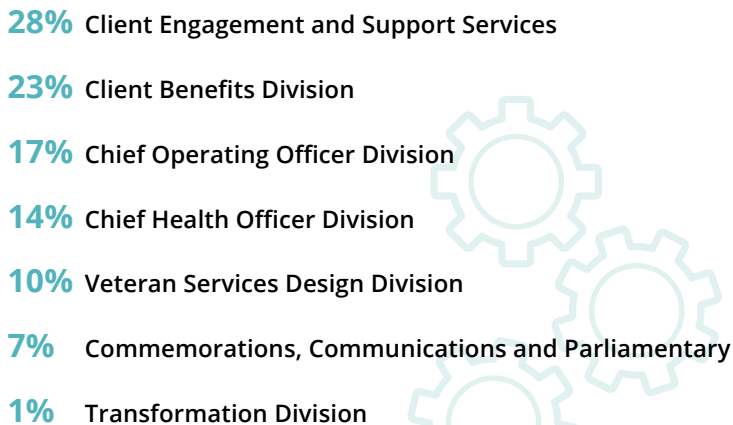 28% Client Engagement and Support Services
23% Client Benefits Division
17% Chief Operating Officer Division
14% Chief Health Officer Division
10% Veteran Services Design Division
7% Commemorations, Communications and Parliamentary
1% Transformation Division